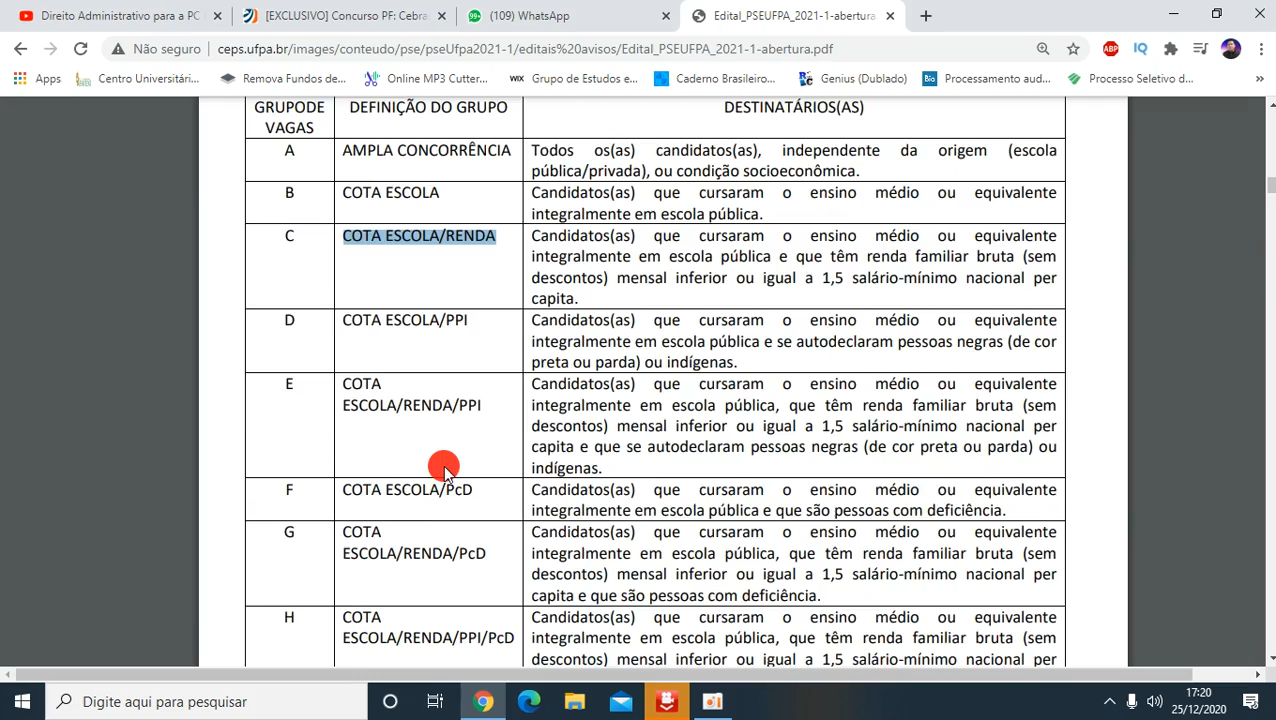 Direito Administrativo para a PC
[EXCLUSIVO] Concurso PF: Cebra
(109) WhatsApp
Edital_PSEUFPA_2021-1-abertura
Não seguro
ceps.ufpa.br/images/conteudo/pse/pseUfpa2021-1/editais%20avisos/Edital_PSEUFPA_2021-1-abertura.pdf
ABP
IQ
Apps
Centro Universitári...
Remova Fundos de...
Online MP3 Cutter...
WIX
Grupo de Estudos e...
Caderno Brasileiro...
Genius (Dublado)
Bio
Processamento aud...
Processo Seletivo d...
»
GRUPODE VAGAS
DEFINIÇÃO DO GRUPO
DESTINATÁRIOS(AS)
A
AMPLA CONCORRÊNCIA
Todos os(as) candidatos(as), independente da origem (escola
pública/privada), ou condição socioeconômica.
B
COTA ESCOLA
Candidatos(as) que cursaram o ensino médio ou equivalente
integralmente em escola pública.
C
COTA ESCOLA/RENDA
Candidatos(as) que cursaram o ensino médio ou equivalente
integralmente em escola pública e que têm renda familiar bruta (sem
descontos) mensal inferior ou igual a 1,5 salário-mínimo nacional per
capita.
D
COTA ESCOLA/PPI
Candidatos(as) que cursaram o ensino médio ou equivalente
integralmente em escola pública e se autodeclaram pessoas negras (de cor
preta ou parda) ou indígenas.
E
COTA
ESCOLA/RENDA/PPI
Candidatos(as) que cursaram o ensino médio ou equivalente
integralmente em escola pública, que têm renda familiar bruta (sem
descontos) mensal inferior ou igual a 1,5 salário-mínimo nacional per
capita e que se autodeclaram pessoas negras (de cor preta ou parda) ou
indígenas.
F
COTA ESCOLA/PcD
Candidatos(as) que cursaram o ensino médio ou equivalente
integralmente em escola pública e que são pessoas com deficiência.
G
COTA
ESCOLA/RENDA/PcD
Candidatos(as) que cursaram o ensino médio ou equivalente
integralmente em escola pública, que têm renda familiar bruta (sem
descontos) mensal inferior ou igual a 1,5 salário-mínimo nacional per
capita e que são pessoas com deficiência.
H
COTA
ESCOLA/RENDA/PPI/PcD
Candidatos(as) que cursaram o ensino médio ou equivalente
integralmente em escola pública, que têm renda familiar bruta (sem
descontos) mensal inferior ou igual a 1,5 salário-mínimo nacional per
Digite aqui para pesquisar
17:20
25/12/2020